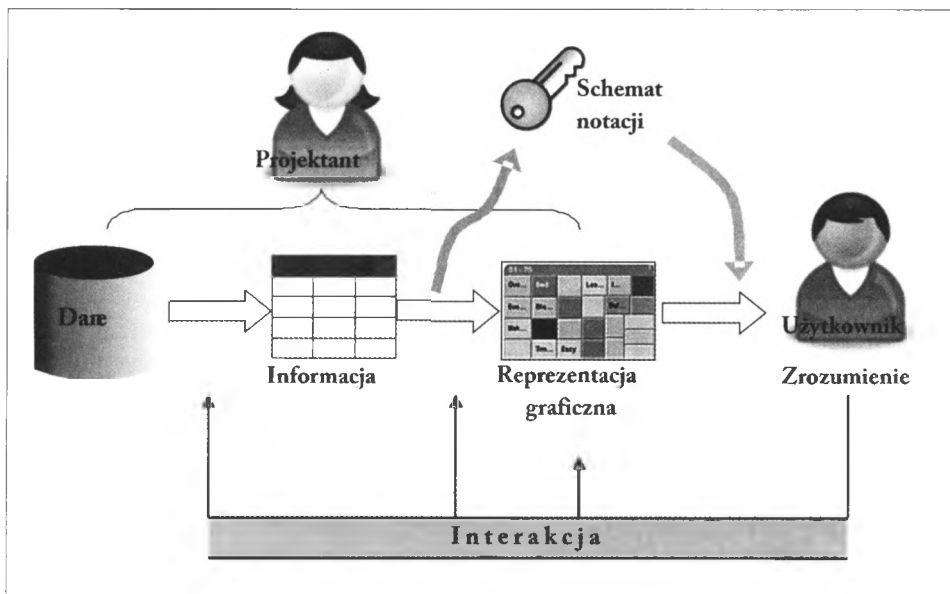 Schemat
notacji
Projektant
Dane
Informacja
Reprezentacja
graficzna
Użytkownik
Zrozumienie
Interakcja